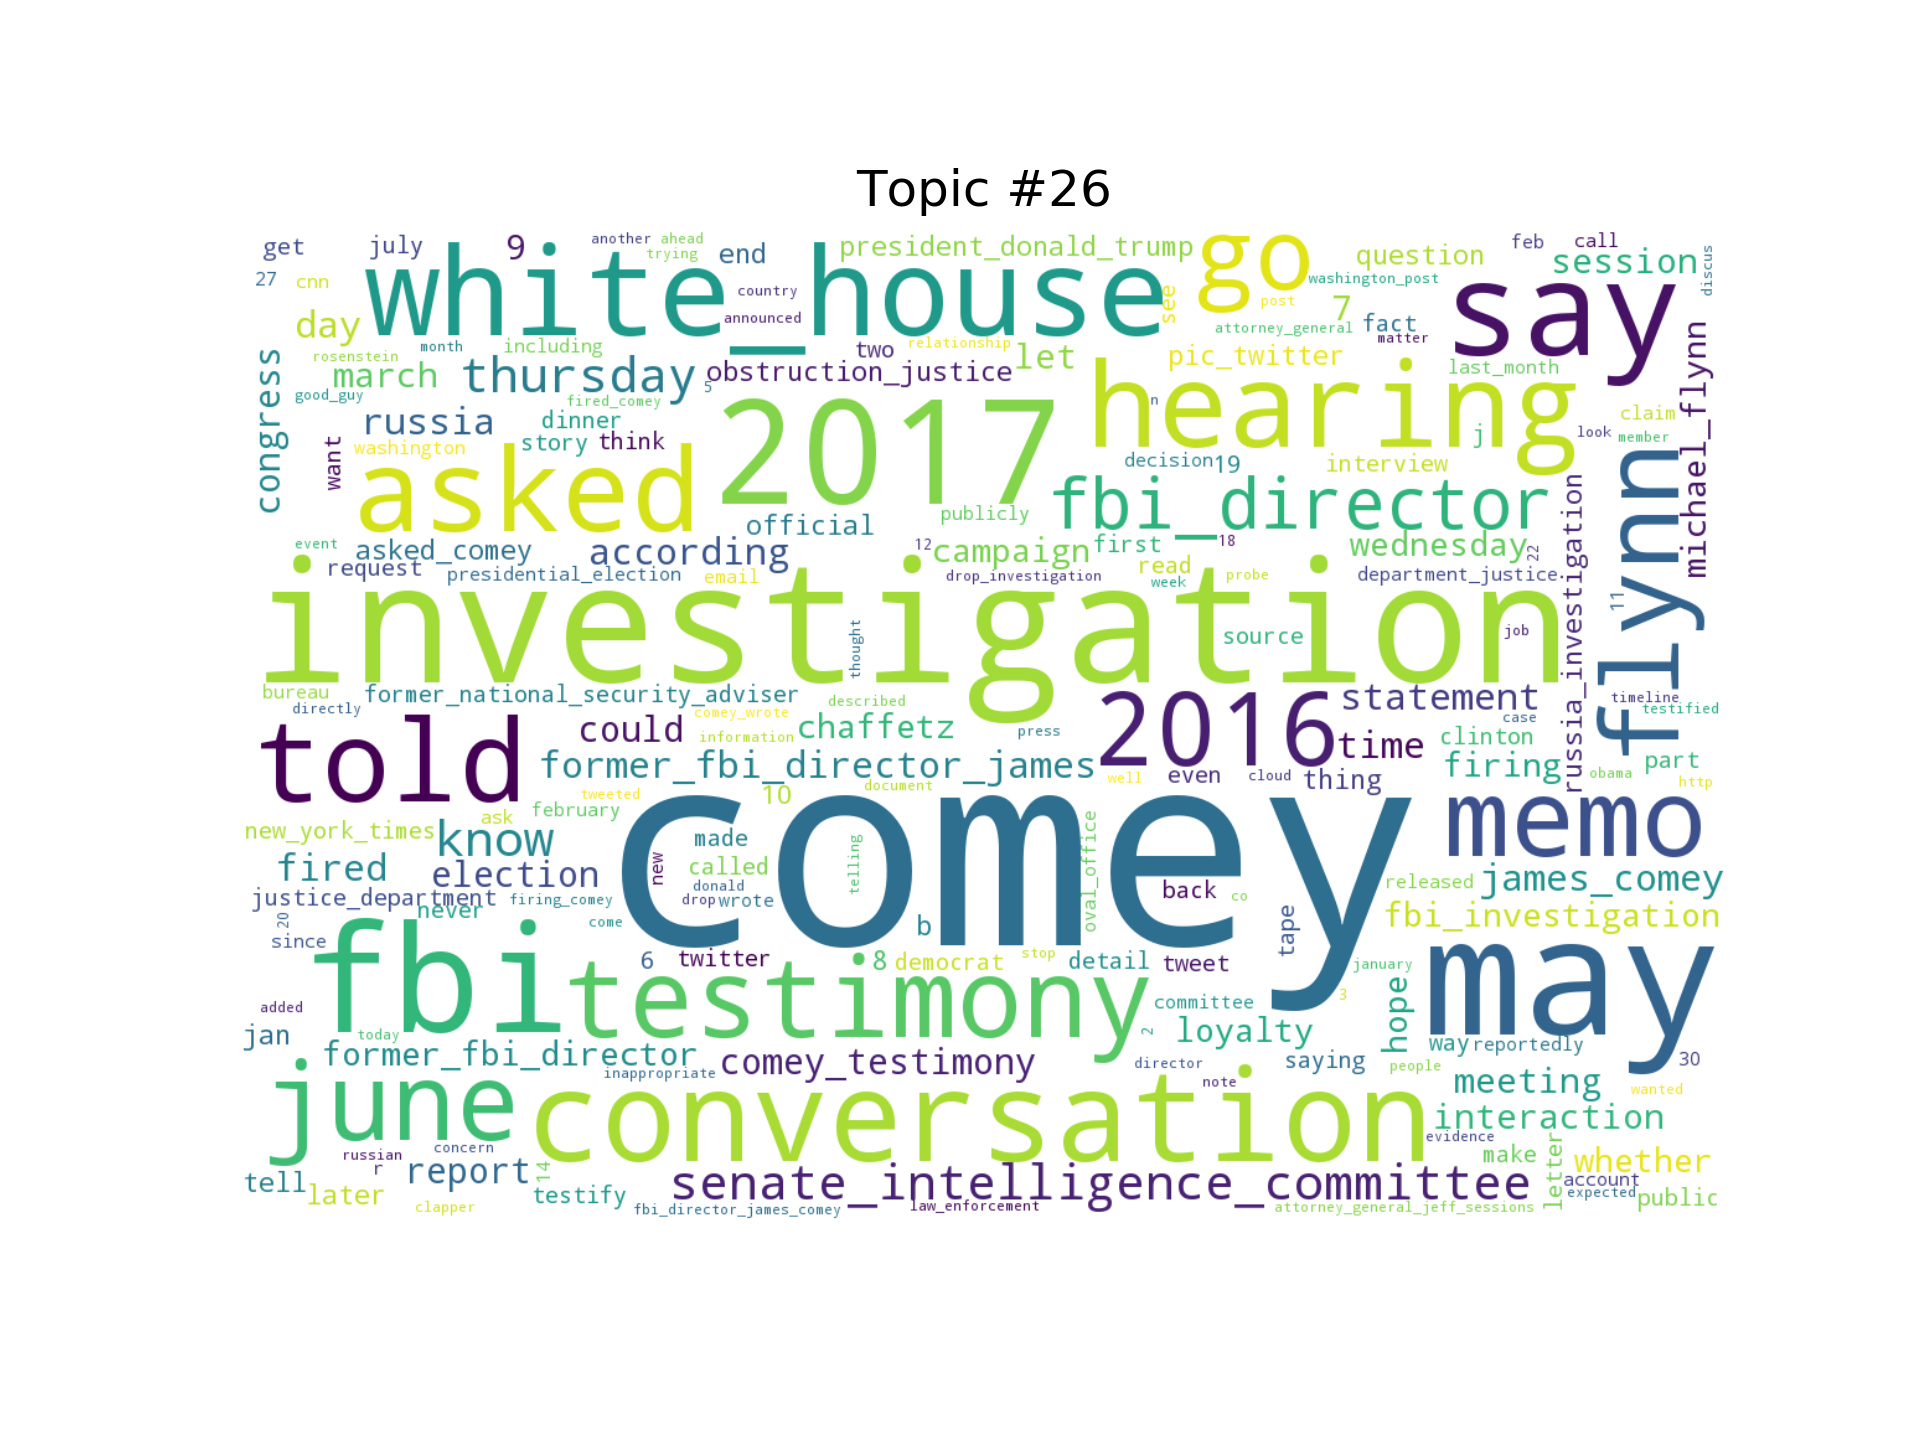 Topic #26
get july 9 another ahead trying end president_donald_trump go question feb call session discus
27 cnn white_house country announced see post washington_post 7 attorney_general fact matter say
day rosenstein month including two relationship let pic_twitter last_month michael_flynn
congress march good_guy thursday fired_comey 5 obstruction_justice hearing claim
russia dinner story think 2017 n j look member
want washington asked decision 19 interview flynn
official publicly fbi_director
event asked_comey according 12 campaign first 18 wednesday 22 russia_investigation
request presidential_election email drop_investigation week read probe department_justice 11
investigation thought source job
bureau former_national_security_adviser described 2016 statement timeline
directly comey_wrote chaffetz press case testified
told could information time clinton
former_fbi_director_james firing part
tweeted 10 document well even cloud thing obama http
february comey memo
new_york_times ask know made
fired election new called telling oval_office released james_comey
justice_department firing_comey donald drop wrote back co fbi_investigation
20 never come b tape
since fbi 6 twitter 8 democrat stop detail tweet january may
added testimony committee 3 hope
jan today 2 loyalty way reportedly
former_fbi_director comey_testimony director saying people 30
inappropriate note meeting wanted
june conversation interaction
russian concern evidence make letter whether
r report 14 senate_intelligence_committee account
tell later testify expected public
clapper fbi_director_james_comey law_enforcement attorney_general_jeff_sessions